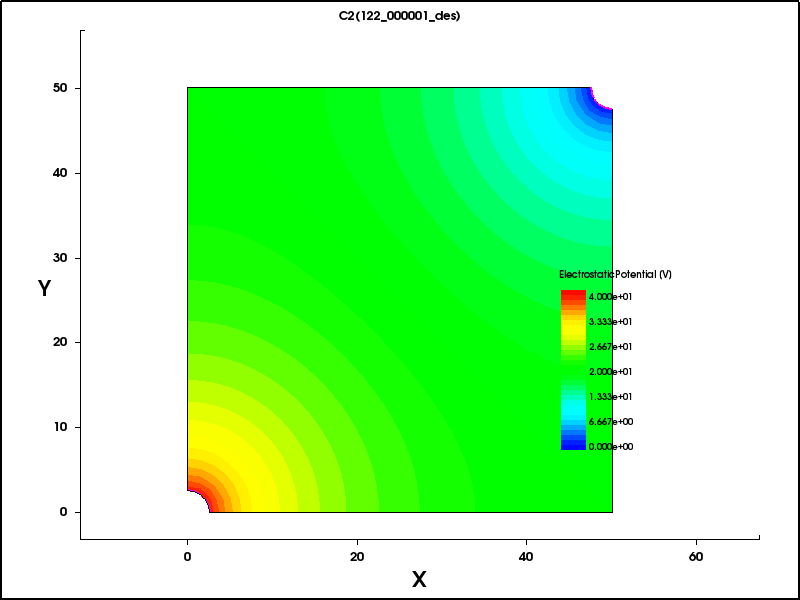 C2(122_000001_des)
50
40
30
20
10
0
Y
0 20 40 60
X
ElectrostaticPotential (V)
4.000e+01
3.333e+01
2.667e+01
2.000e+01
1.333e+01
6.667e+00
0.000e+00